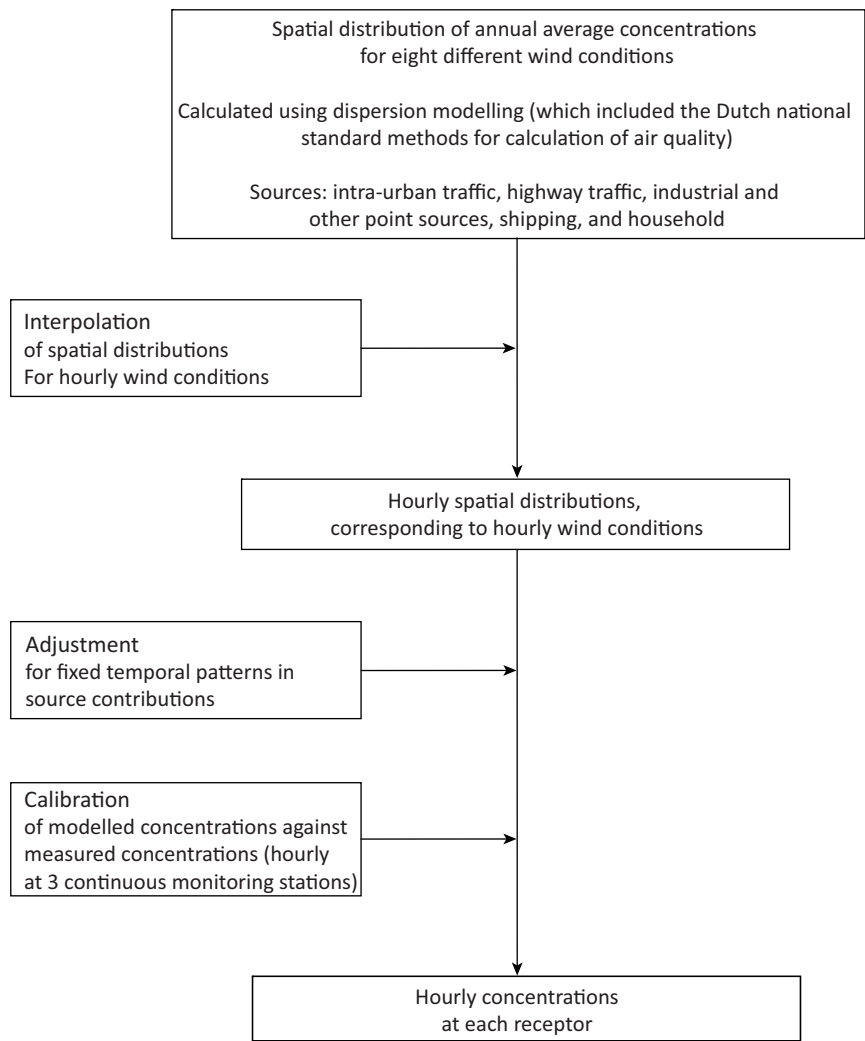 Spatial distribution of annual average concentrations
for eight different wind conditions
Calculated using dispersion modelling (which included the Dutch national
standard methods for calculation of air quality)
Sources: intra-urban traffic, highway traffic, industrial and
other point sources, shipping, and household
Interpolation
of spatial distributions
For hourly wind conditions
Hourly spatial distributions,
corresponding to hourly wind conditions
Adjustment
for fixed temporal patterns in
source contributions
Calibration
of modelled concentrations against
measured concentrations (hourly
at 3 continuous monitoring stations)
Hourly concentrations
at each receptor